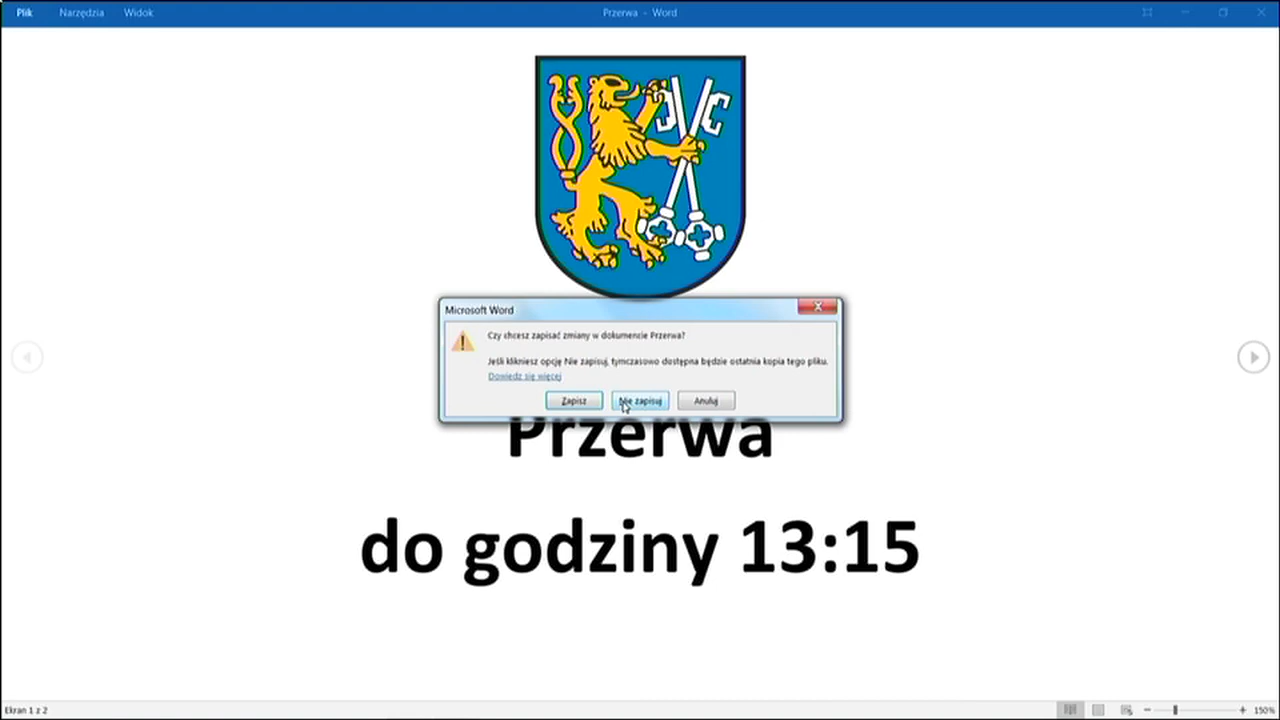 Plik Narzędzia Widok Przerwa - Word
Microsoft Word
Czy chcesz zapisać zmiany w dokumencie Przerwa?
Jeśli klikniesz opcję Nie zapisuj, tymczasowo dostępna będzie ostatnia kopia tego pliku.
Dowiedz się więcej
Zapisz Nie zapisuj Anuluj
Przerwa
do godziny 13:15
Ekran 1 z 2 150%